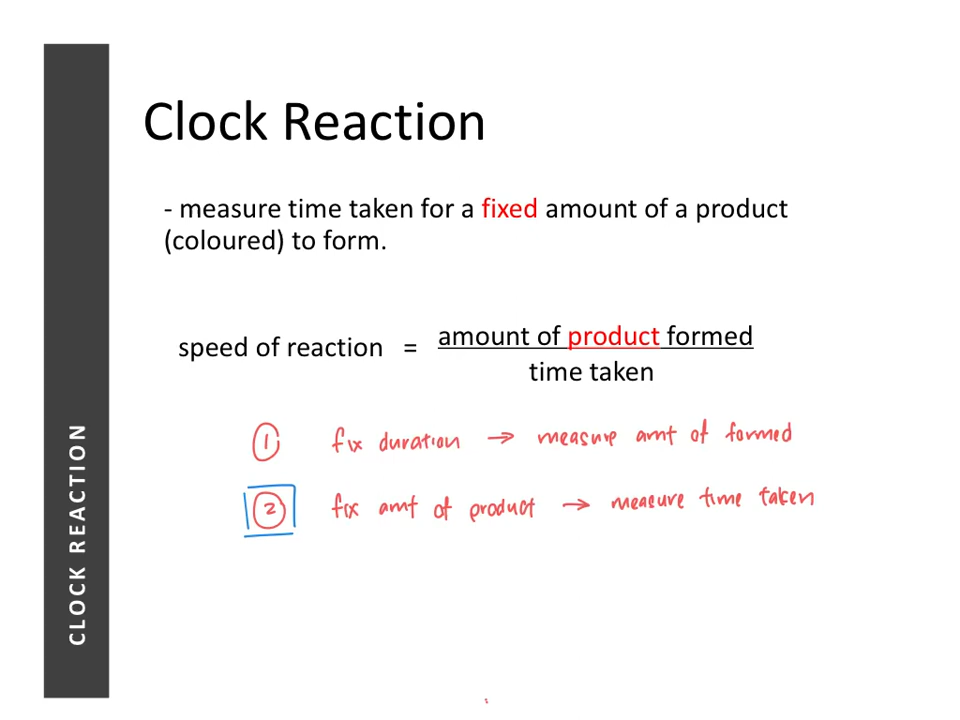 Clock Reaction
- measure time taken for a fixed amount of a product
(coloured) to form.
speed of reaction = amount of product formed
time taken
1 fix duration → measure amt of formed
2 fix amt of product → measure time taken
CLOCK REACTION